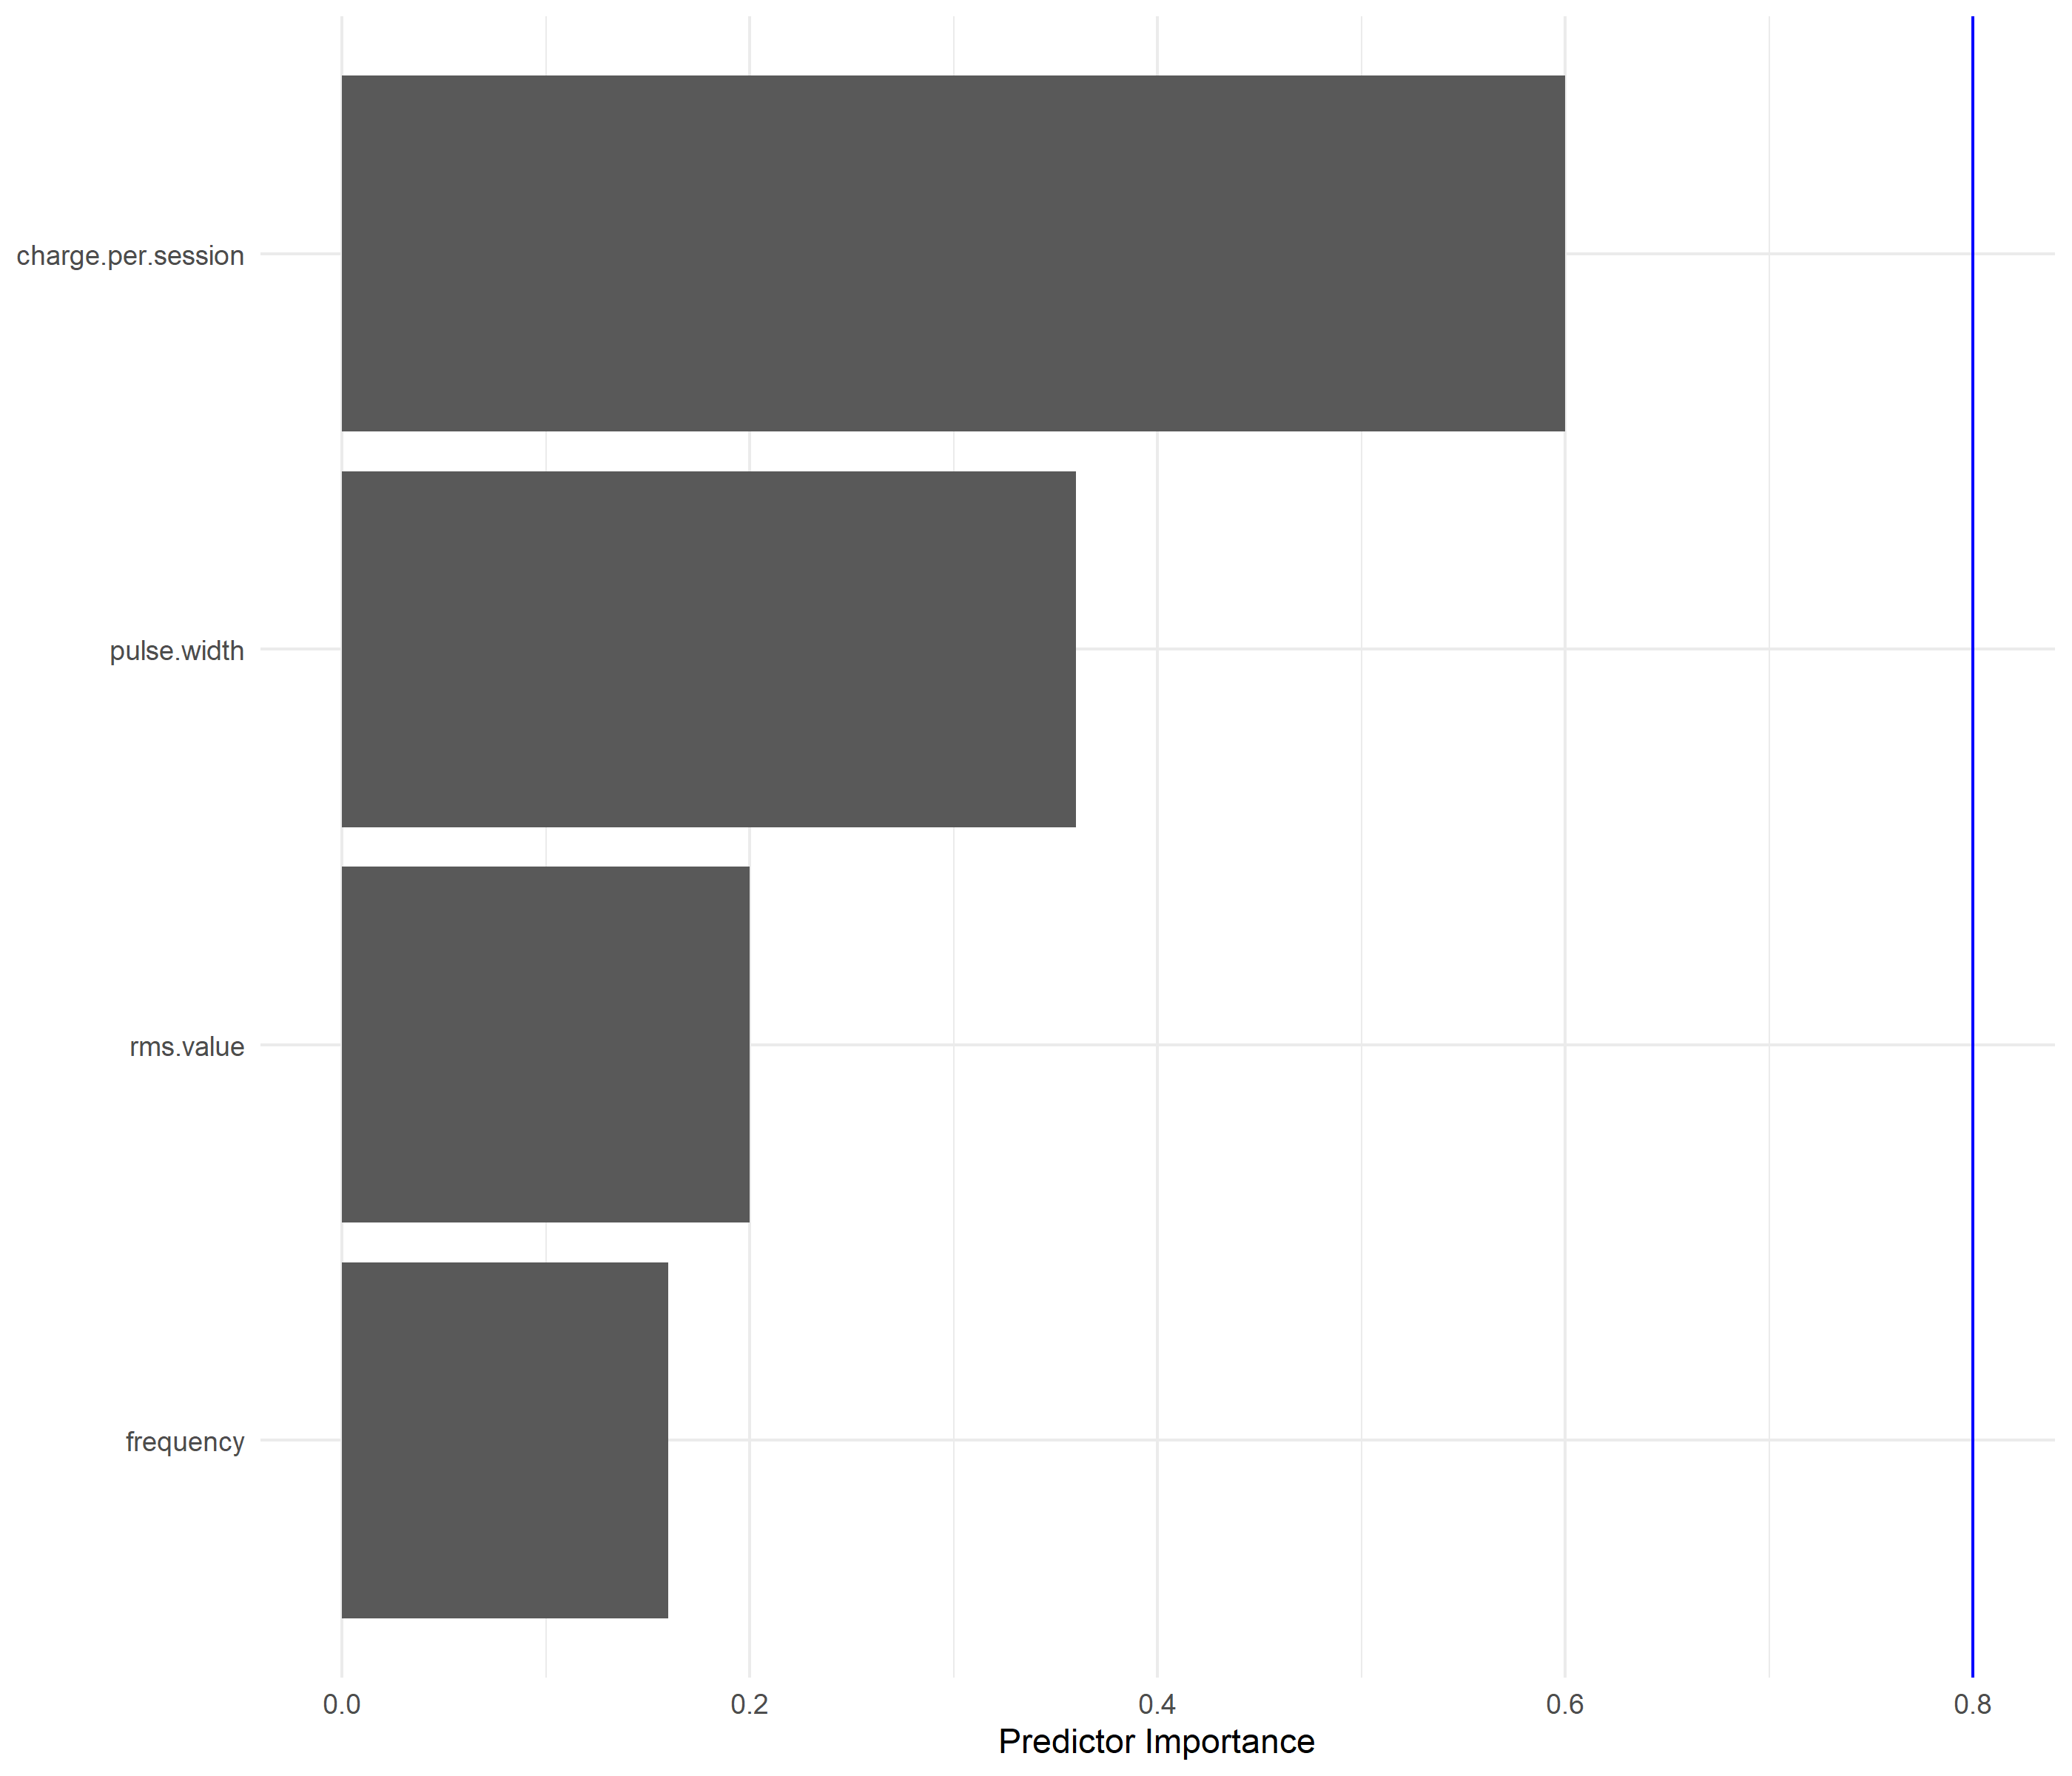 charge.per.session
pulse.width
rms.value
frequency
0.0 0.2 0.4 0.6 0.8
Predictor Importance